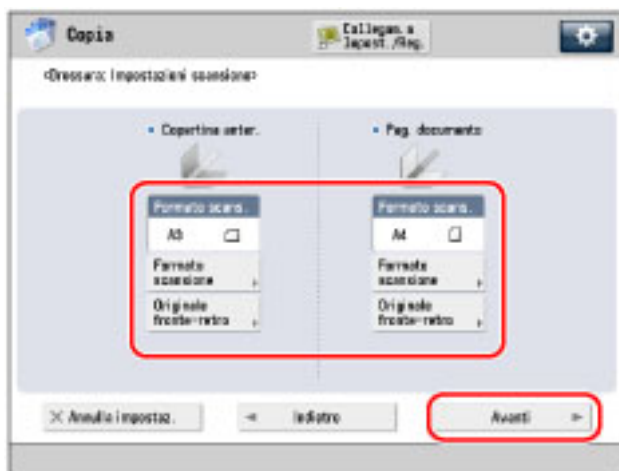 Copia
Collegam. a
Impost./Reg.
<Brossura: Impostazioni scansione>
Copertina anter.
Pag. documento
Formato scans.
A3
Formato
scansione
Originale
fronte-retro
Formato scans.
A4
Formato
scansione
Originale
fronte-retro
Annulla impostaz.
Indietro
Avanti